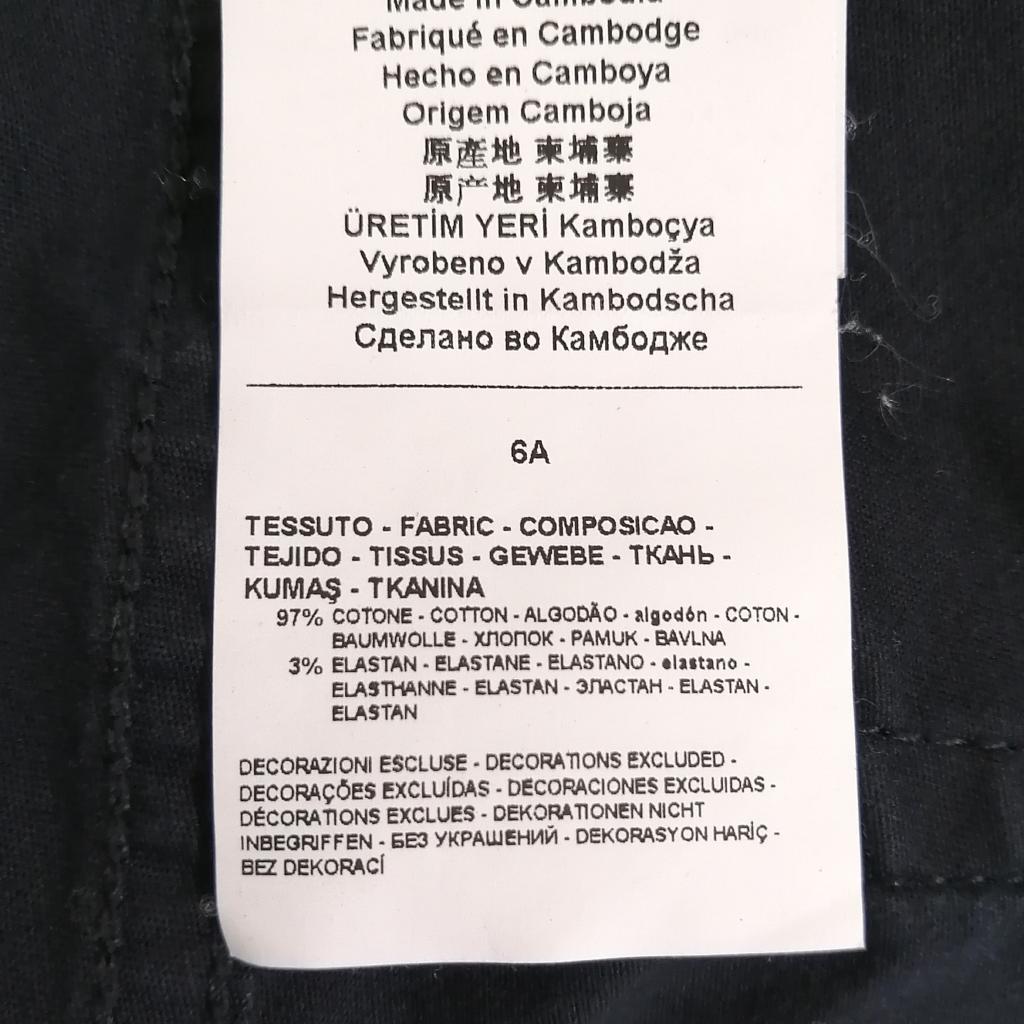 Made in Cambodia
Fabriqué en Cambodge
Hecho en Camboya
Origem Camboja
原產地 柬埔寨
原产地 柬埔寨
ÜRETİM YERİ Kamboçya
Vyrobeno v Kambodža
Hergestellt in Kambodscha
Сделано во Камбодже
6A
TESSUTO - FABRIC - COMPOSICAO -
TEJIDO - TISSUS - GEWEBE - ТКАНЬ -
KUMAŞ - TKANINA
97% COTONE - COTTON - ALGODÃO - algodón - COTON -
BAUMWOLLE - ХЛОПОК - PAMUK - BAVLNA
3% ELASTAN - ELASTANE - ELASTANO - elastano -
ELASTHANNE - ELASTAN - ЭЛАСТАН - ELASTAN -
ELASTAN
DECORAZIONI ESCLUSE - DECORATIONS EXCLUDED -
DECORAÇÕES EXCLUÍDAS - DECORACIONES EXCLUIDAS -
DÉCORATIONS EXCLUES - DEKORATIONEN NICHT
INBEGRIFFEN - БЕЗ УКРАШЕНИЙ - DEKORASYON HARİÇ -
BEZ DEKORACÍ